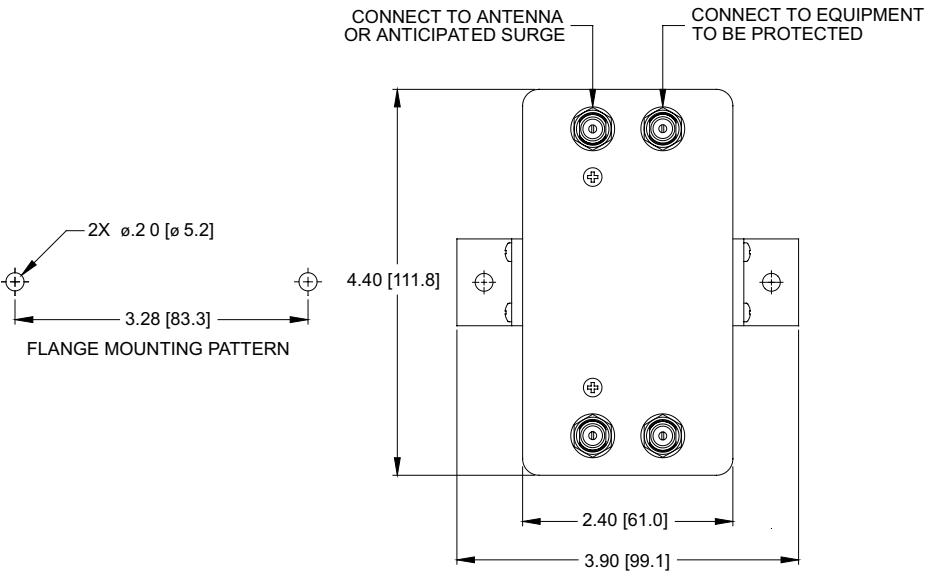 CONNECT TO ANTENNA
OR ANTICIPATED SURGE
CONNECT TO EQUIPMENT
TO BE PROTECTED
2X ø.2 0 [ø 5.2]
4.40 [111.8]
3.28 [83.3]
FLANGE MOUNTING PATTERN
2.40 [61.0]
3.90 [99.1]